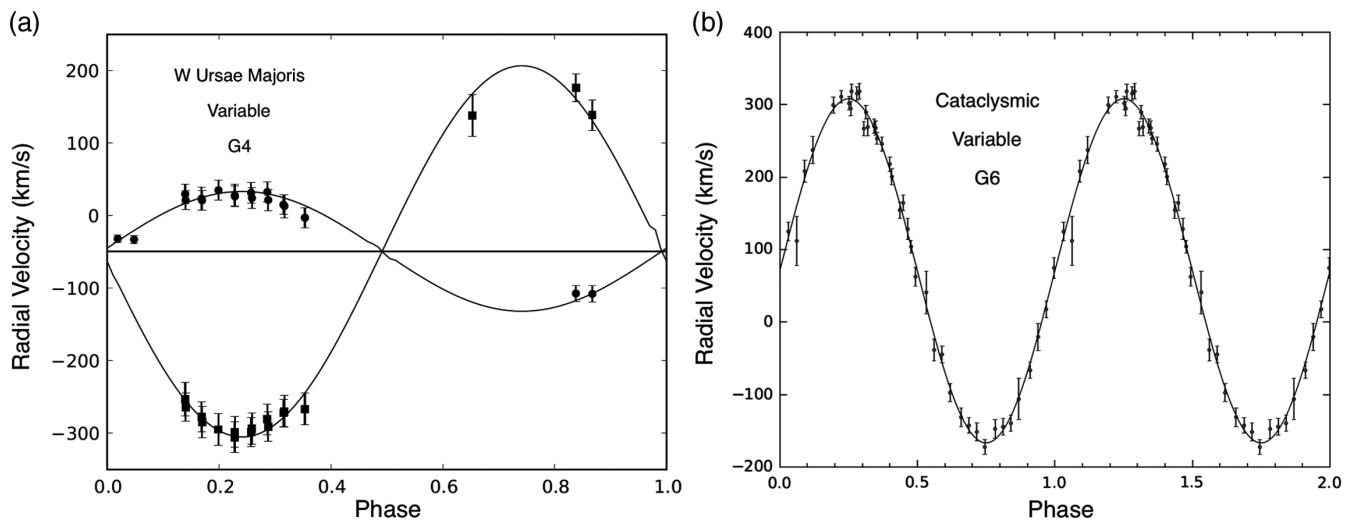 (a)
W Ursae Majoris
Variable
G4
Radial Velocity (km/s)
200
100
0
−100
−200
−300
0.0
0.2
0.4
0.6
0.8
1.0
Phase
(b)
Cataclysmic
Variable
G6
Radial Velocity (km/s)
400
300
200
100
0
−100
−200
0.0
0.5
1.0
1.5
2.0
Phase